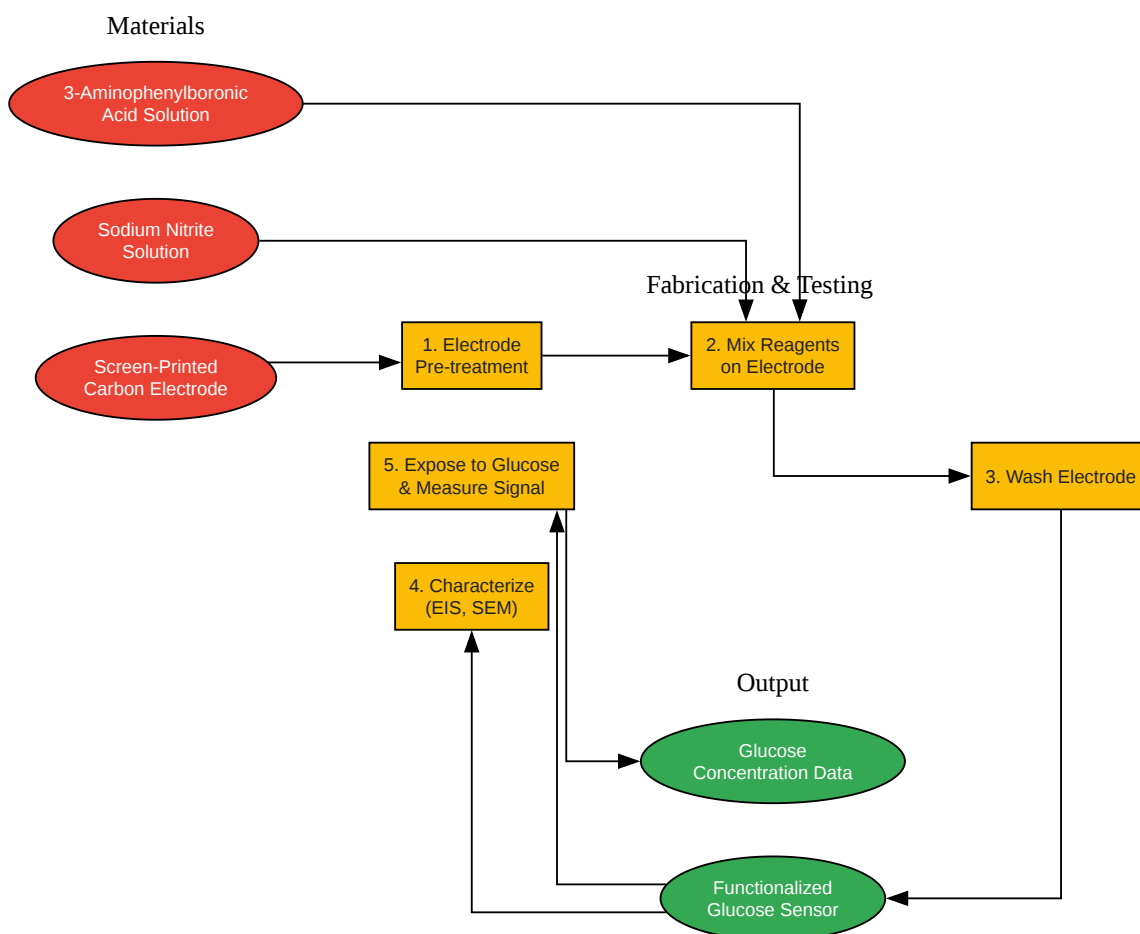 Materials
3-Aminophenylboronic
Acid Solution
Sodium Nitrite
Solution
Fabrication & Testing
Screen-Printed
Carbon Electrode
1. Electrode
Pre-treatment
2. Mix Reagents
on Electrode
5. Expose to Glucose
& Measure Signal
3. Wash Electrode
4. Characterize
(EIS, SEM)
Output
Glucose
Concentration Data
Functionalized
Glucose Sensor